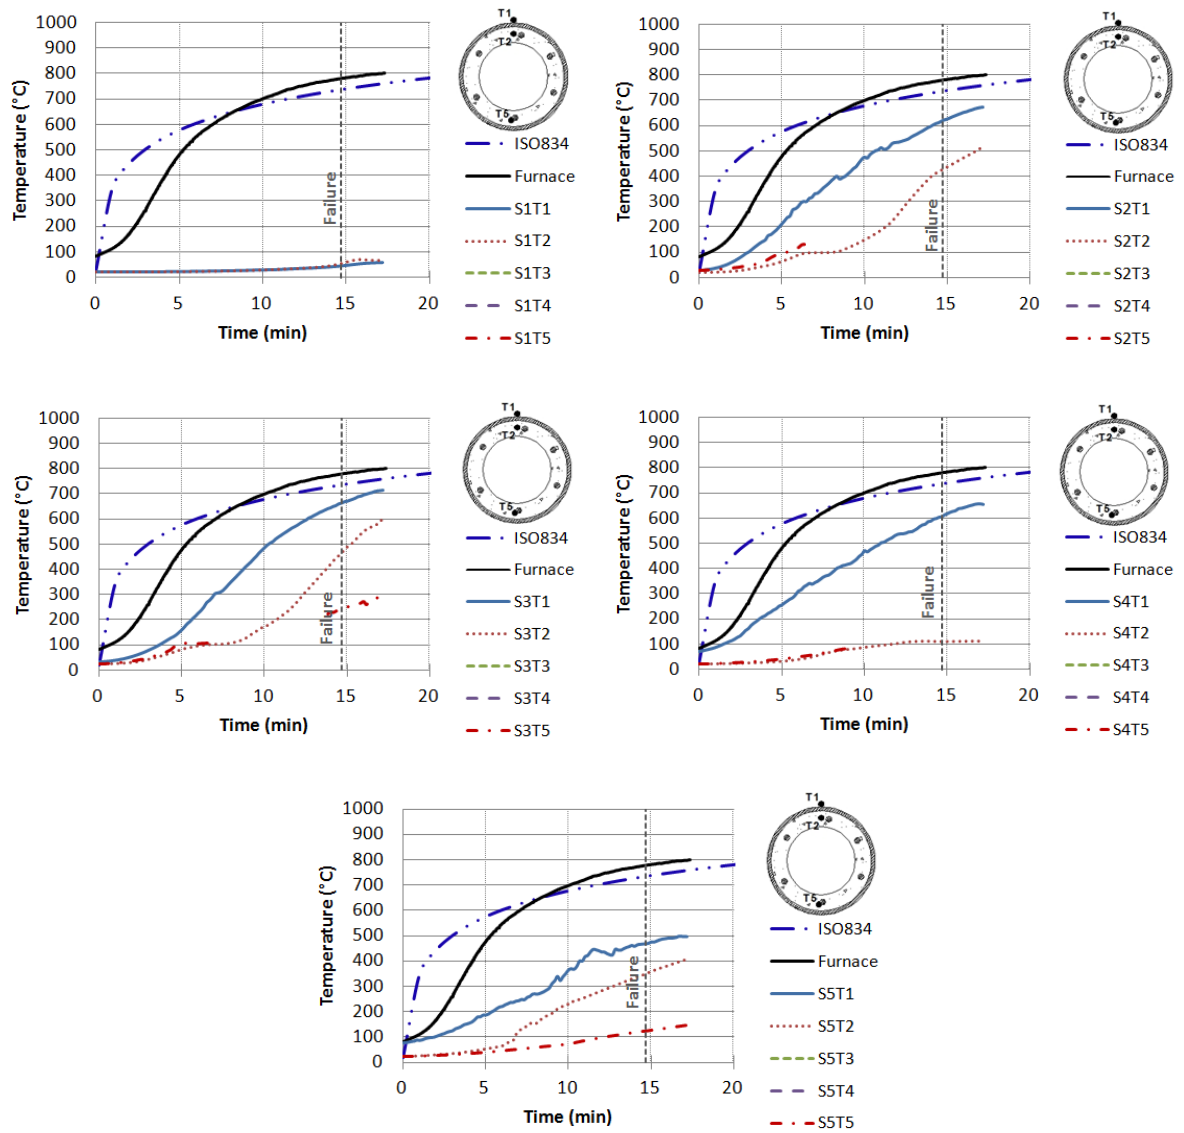 1000
900
800
700
600
500
400
300
200
100
0
Temperature (°C)
0 5 10 15 20
Time (min)
Failure
T1
T2
T5
ISO834
Furnace
S1T1
S1T2
S1T3
S1T4
S1T5
1000
900
800
700
600
500
400
300
200
100
0
Temperature (°C)
0 5 10 15 20
Time (min)
Failure
T1
T2
T5
ISO834
Furnace
S2T1
S2T2
S2T3
S2T4
S2T5
1000
900
800
700
600
500
400
300
200
100
0
Temperature (°C)
0 5 10 15 20
Time (min)
Failure
T1
T2
T5
ISO834
Furnace
S3T1
S3T2
S3T3
S3T4
S3T5
1000
900
800
700
600
500
400
300
200
100
0
Temperature (°C)
0 5 10 15 20
Time (min)
Failure
T1
T2
T5
ISO834
Furnace
S4T1
S4T2
S4T3
S4T4
S4T5
1000
900
800
700
600
500
400
300
200
100
0
Temperature (°C)
0 5 10 15 20
Time (min)
Failure
T1
T2
T5
ISO834
Furnace
S5T1
S5T2
S5T3
S5T4
S5T5